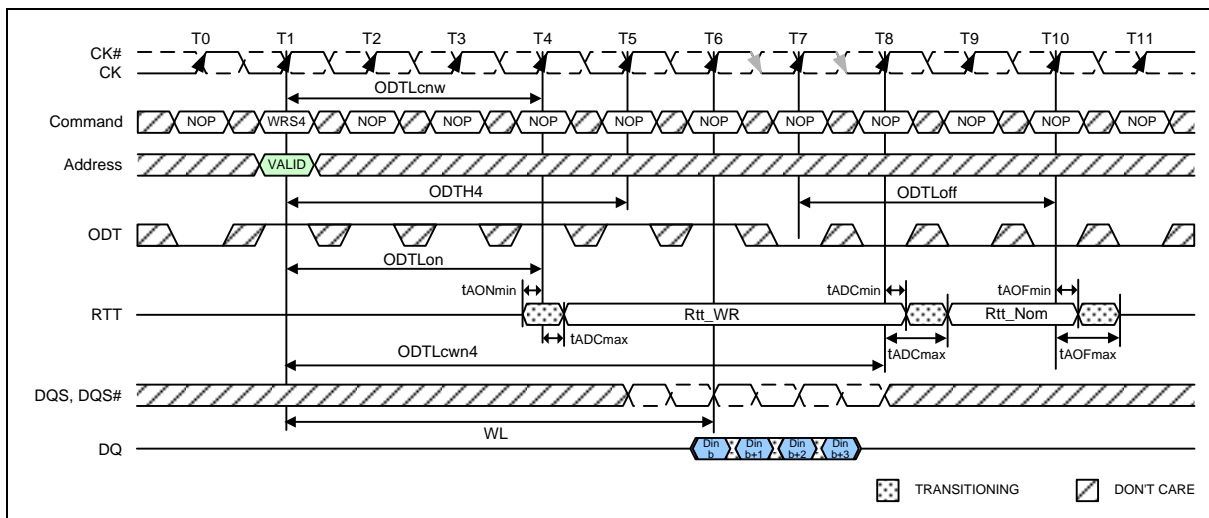 T0 T1 T2 T3 T4 T5 T6 T7 T8 T9 T10 T11
CK#
CK
ODTLcnw
Command NOP WRS4 NOP NOP NOP NOP NOP NOP NOP NOP NOP NOP
Address VALID
ODTH4 ODTLoff
ODT
ODTLon
tAONmin tADCmin tAOFmin
RTT Rtt_WR Rtt_Nom
tADCmax tADCmax tAOFmax
ODTLcwn4
DQS, DQS#
WL
DQ Din b Din b+1 Din b+2 Din b+3
TRANSITIONING DON'T CARE